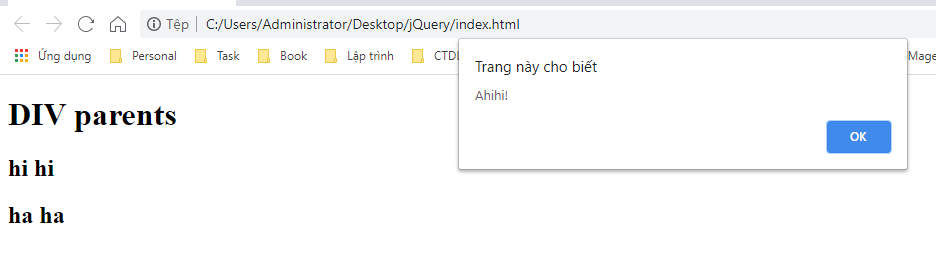 Tệp C:/Users/Administrator/Desktop/jQuery/index.html
Ứng dụng Personal Task Book Lập trình CTDL Mage
Trang này cho biết
Ahihi!
OK
DIV parents
hi hi
ha ha